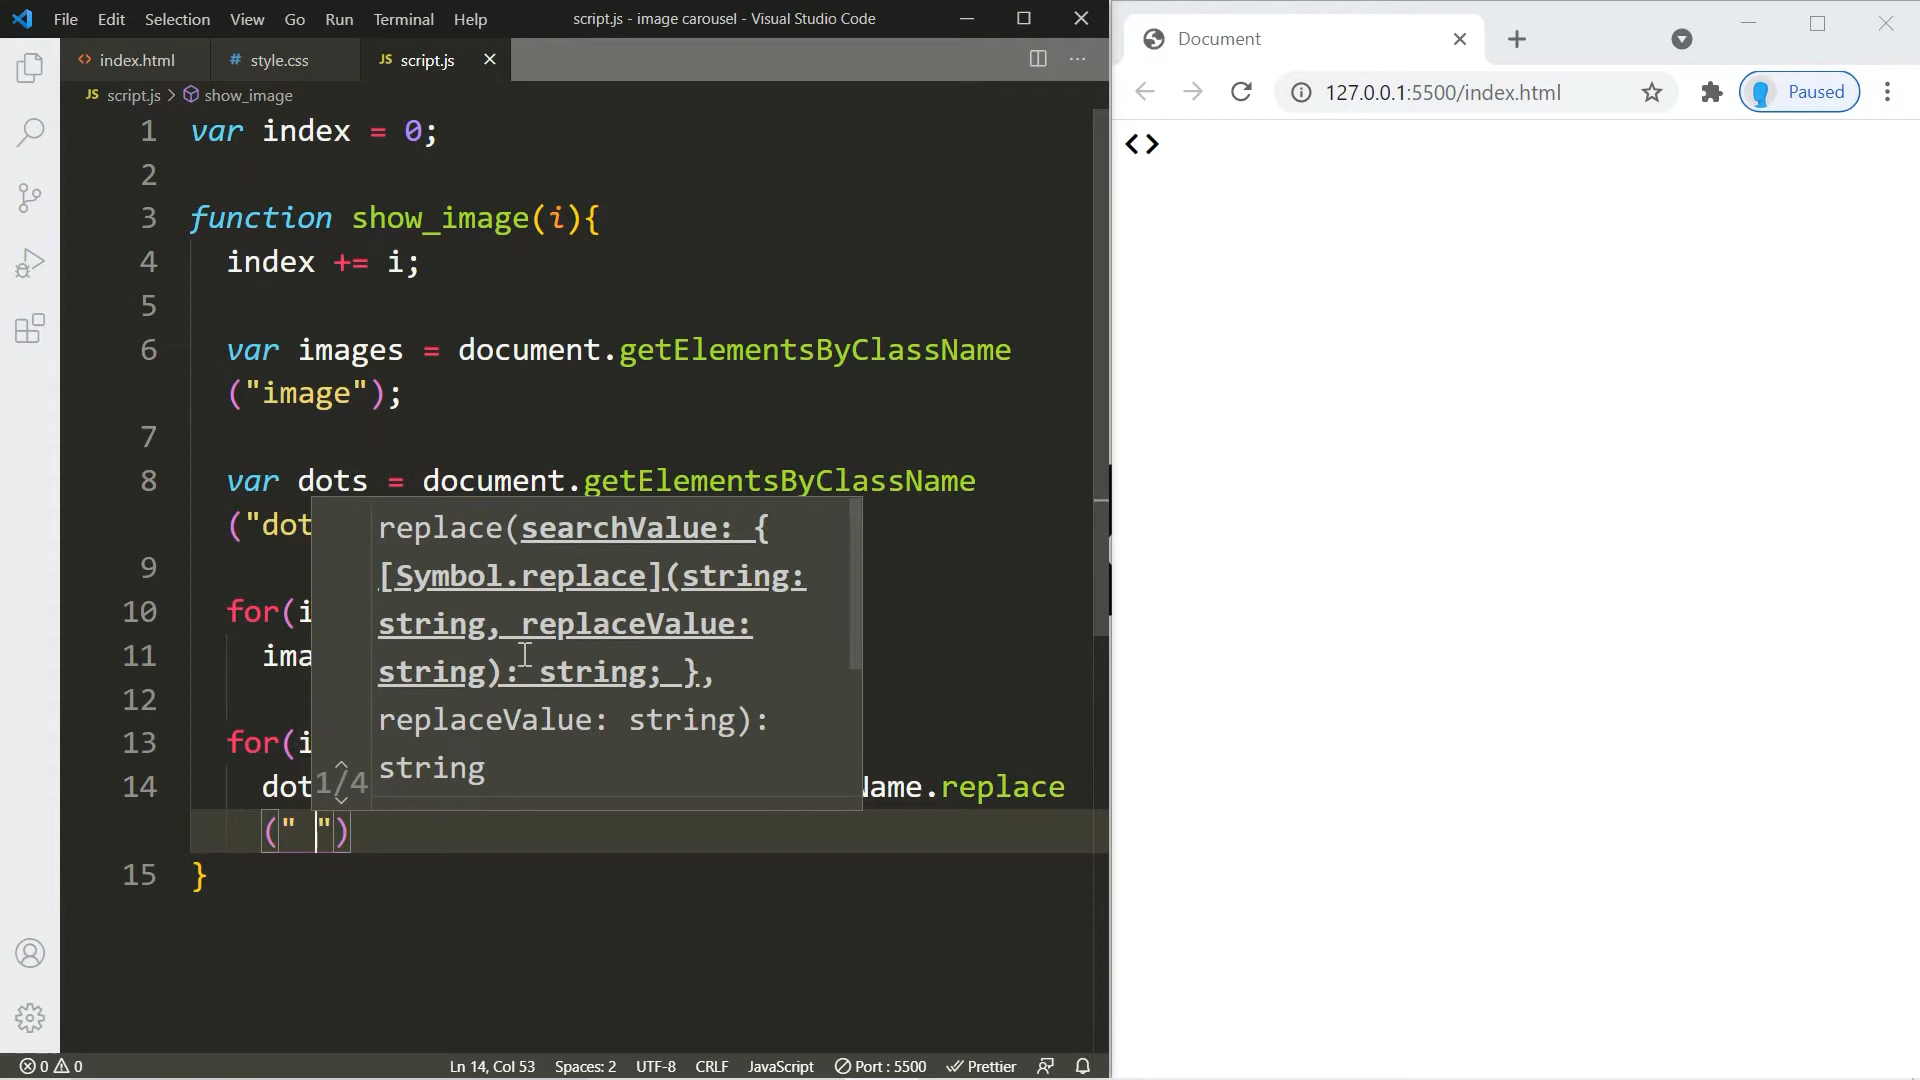 File Edit Selection View Go Run Terminal Help script.js - image carousel - Visual Studio Code
index.html # style.css JS script.js
JS script.js > show_image
1 var index = 0;
2
3 function show_image(i){
4 index += i;
5
6 var images = document.getElementsByClassName
("image");
7
8 var dots = document.getElementsByClassName
("dot
9
10 for(i
11 ima
12
13 for(i
14 dot Name.replace
(" ")
15 }
replace(searchValue: {
[Symbol.replace](string:
string, replaceValue:
string): string; },
replaceValue: string):
string
1/4
0 0 Ln 14, Col 53 Spaces: 2 UTF-8 CRLF JavaScript Port : 5500 Prettier
Document
127.0.0.1:5500/index.html Paused
< >